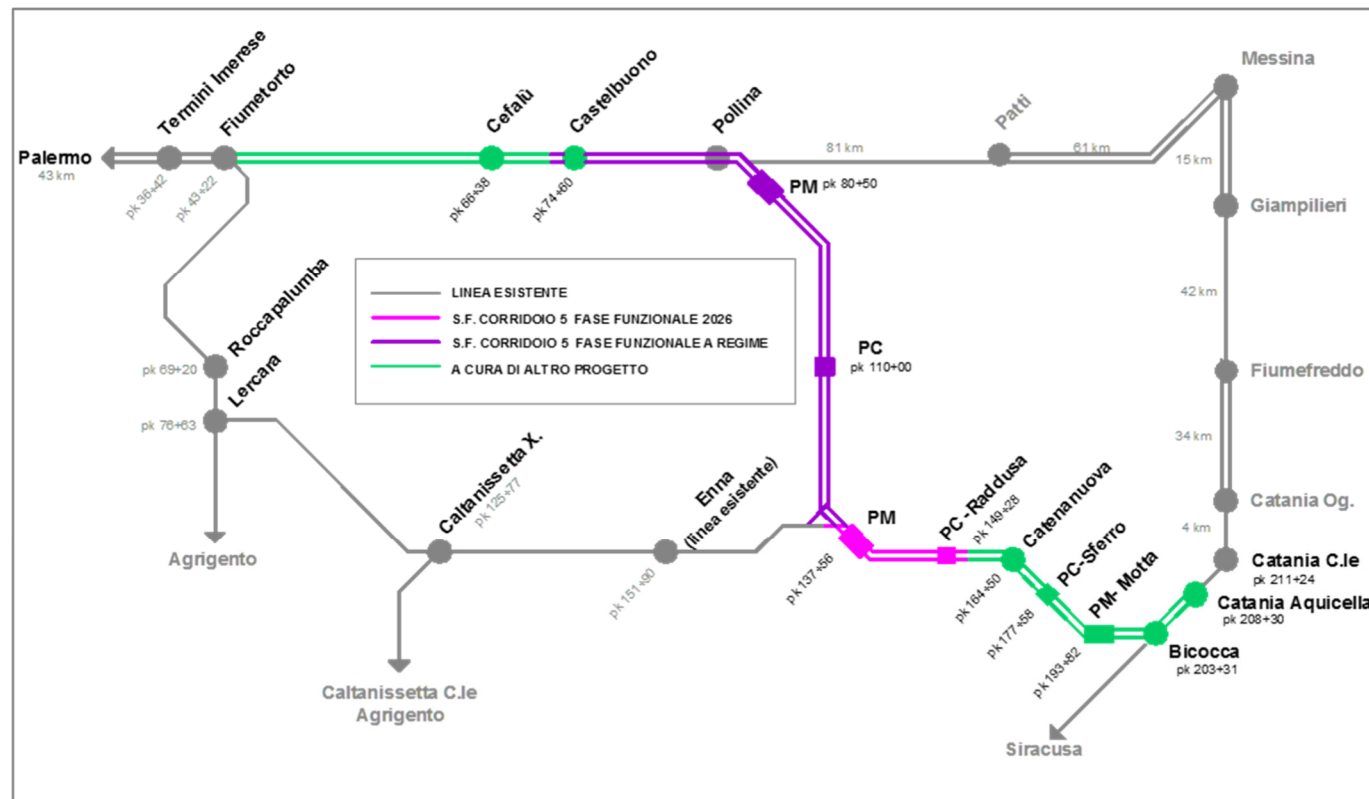 Messina
Termini Imerese
Fiumetorto
Cefalù
Castelbuono
Pollina
Patti
Palermo
43 km
81 km
61 km
15 km
pk 36+42
pk 43+22
pk 66+38
pk 74+60
PM pk 80+50
Giampilieri
LINEA ESISTENTE
S.F. CORRIDOIO 5 FASE FUNZIONALE 2026
S.F. CORRIDOIO 5 FASE FUNZIONALE A REGIME
A CURA DI ALTRO PROGETTO
42 km
Roccapalumba
pk 69+20
Lercara
pk 76+63
PC
pk 110+00
Fiumefreddo
34 km
Caltanissetta X.
pk 125+77
Enna
(linea esistente)
pk 151+90
PM
pk 137+56
PC - Raddusa
pk 149+28
Catenanuova
pk 164+50
PC-Sferro
pk 177+58
PM- Motta
pk 193+82
Catania Og.
4 km
Catania C.le
pk 211+24
Catania Aquicella
pk 208+30
Bicocca
pk 203+31
Agrigento
Caltanissetta C.le
Agrigento
Siracusa